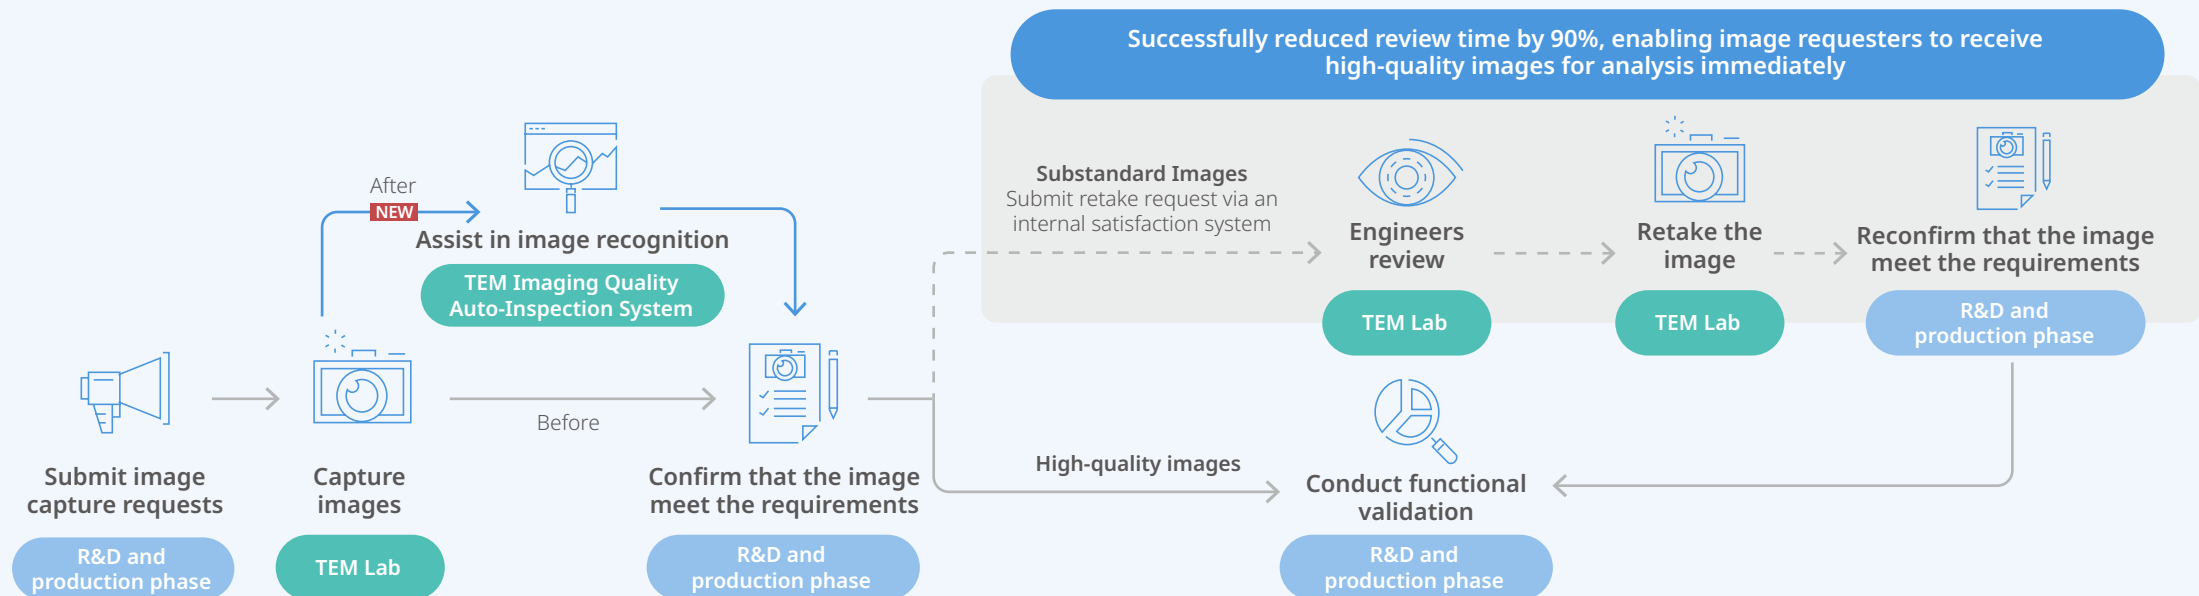 Successfully reduced review time by 90%, enabling image requesters to receive
high-quality images for analysis immediately
After
NEW
Assist in image recognition
TEM Imaging Quality
Auto-Inspection System
Substandard Images
Submit retake request via an
internal satisfaction system
Engineers
review
TEM Lab
Retake the
image
TEM Lab
Reconfirm that the image
meet the requirements
R&D and
production phase
Submit image
capture requests
R&D and
production phase
Capture
images
TEM Lab
Before
Confirm that the image
meet the requirements
R&D and
production phase
High-quality images
Conduct functional
validation
R&D and
production phase